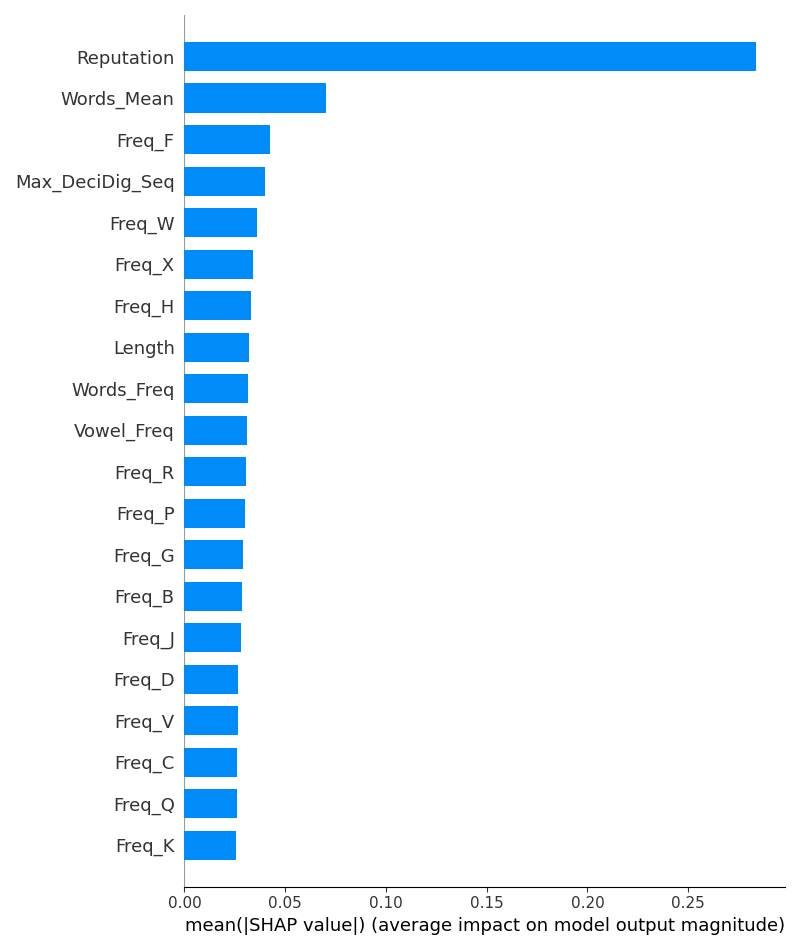 Reputation
Words_Mean
Freq_F
Max_DeciDig_Seq
Freq_W
Freq_X
Freq_H
Length
Words_Freq
Vowel_Freq
Freq_R
Freq_P
Freq_G
Freq_B
Freq_J
Freq_D
Freq_V
Freq_C
Freq_Q
Freq_K
0.00 0.05 0.10 0.15 0.20 0.25
mean(|SHAP value|) (average impact on model output magnitude)